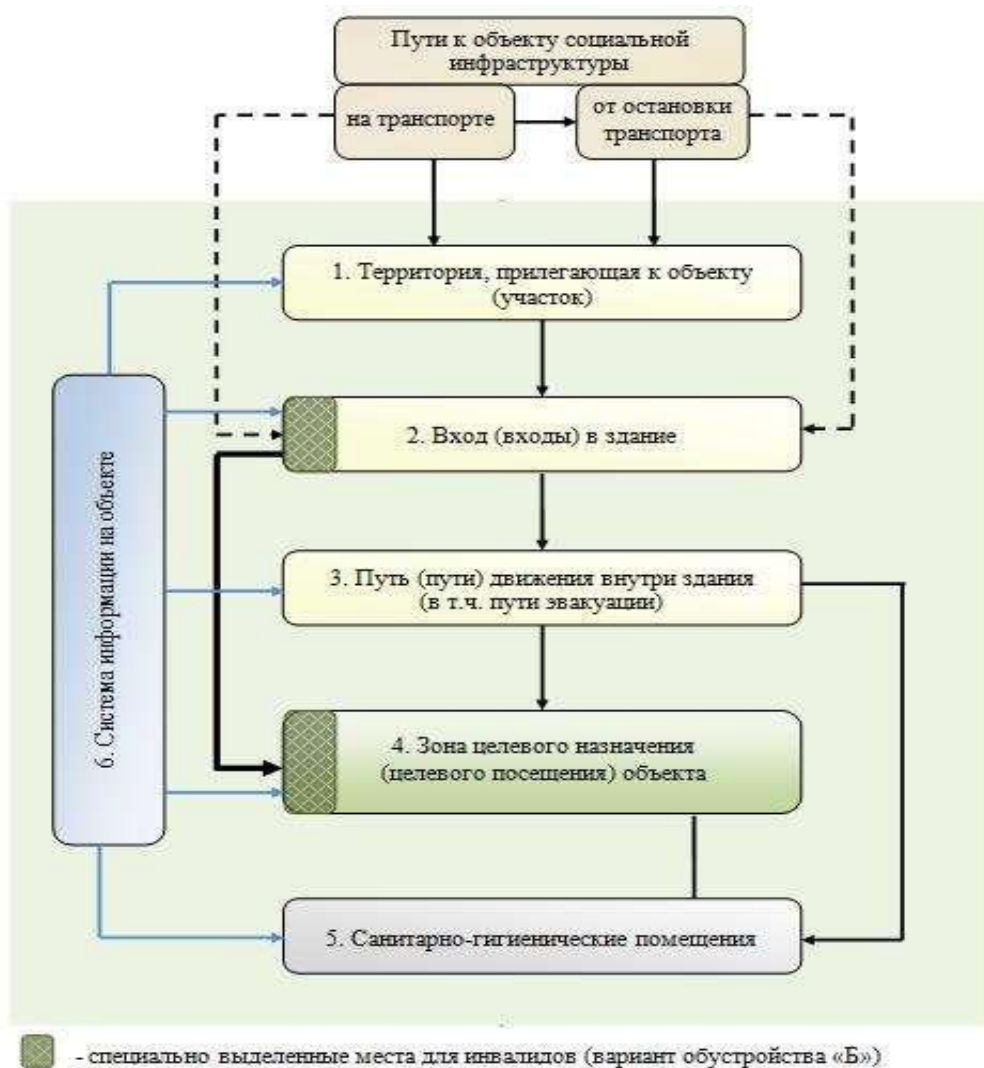 Пути к объекту социальной
инфраструктуры
на транспорте
от остановки
транспорта
1. Территория, прилегающая к объекту
(участок)
2. Вход (входы) в здание
3. Путь (пути) движения внутри здания
(в т.ч. пути эвакуации)
4. Зона целевого назначения
(целевого посещения) объекта
5. Санитарно-гигиенические помещения
6. Система информации на объекте
- специально выделенные места для инвалидов (вариант обустройства «Б»)